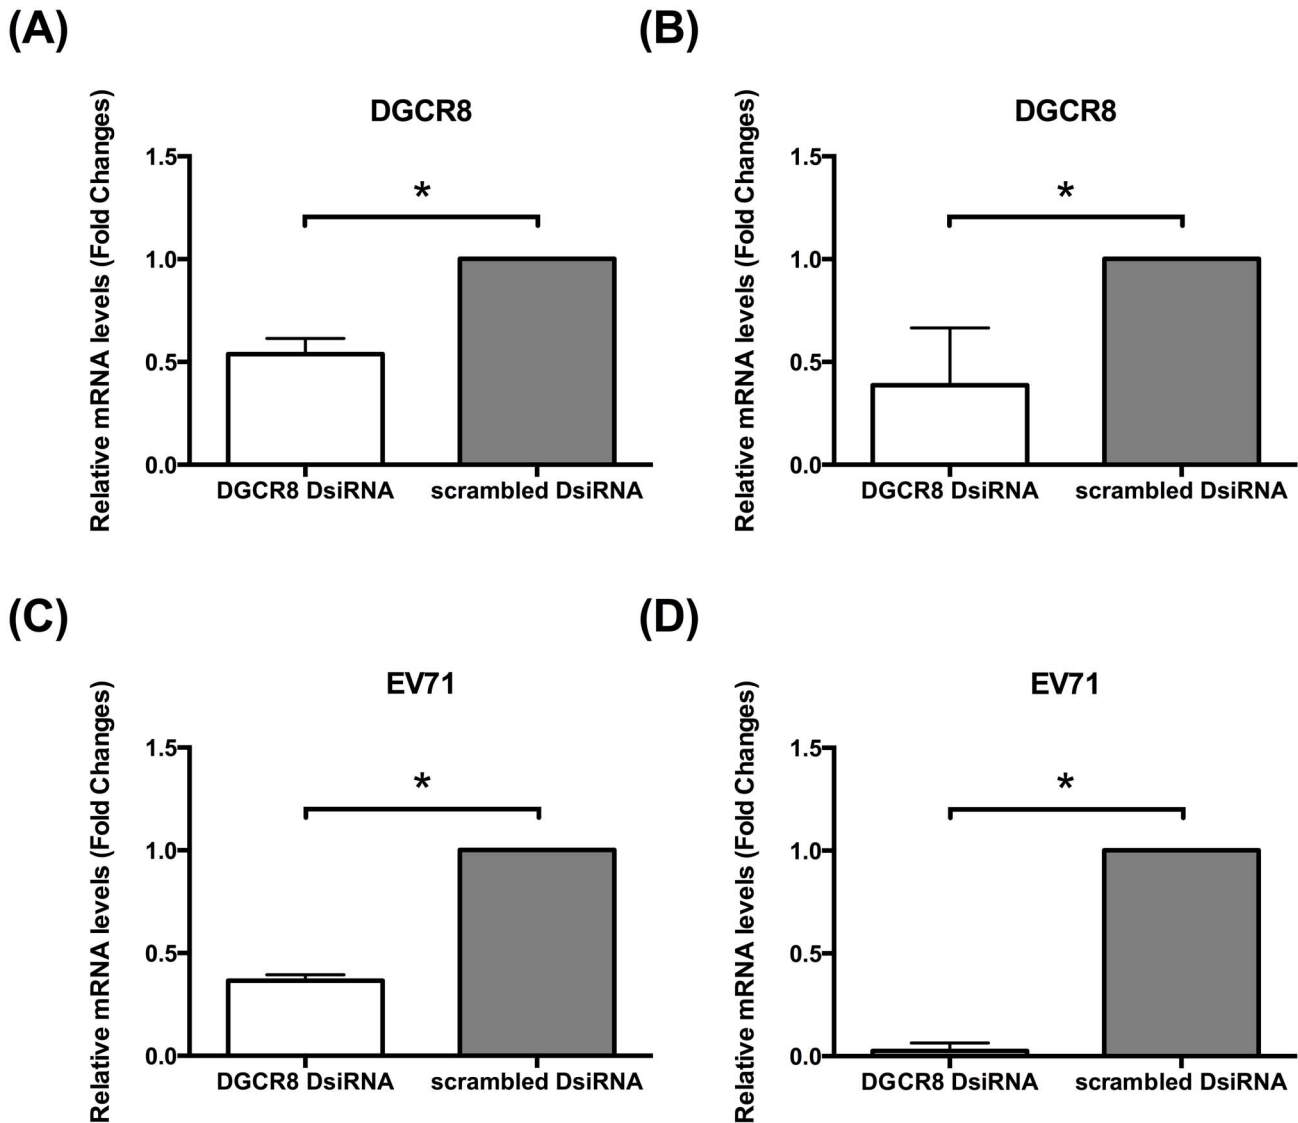 (A)
DGCR8
Relative mRNA levels (Fold Changes)
1.5
*
1.0
0.5
0.0
DGCR8 DsiRNA scrambled DsiRNA
(B)
DGCR8
Relative mRNA levels (Fold Changes)
1.5
*
1.0
0.5
0.0
DGCR8 DsiRNA scrambled DsiRNA
(C)
EV71
Relative mRNA levels (Fold Changes)
1.5
*
1.0
0.5
0.0
DGCR8 DsiRNA scrambled DsiRNA
(D)
EV71
Relative mRNA levels (Fold Changes)
1.5
*
1.0
0.5
0.0
DGCR8 DsiRNA scrambled DsiRNA